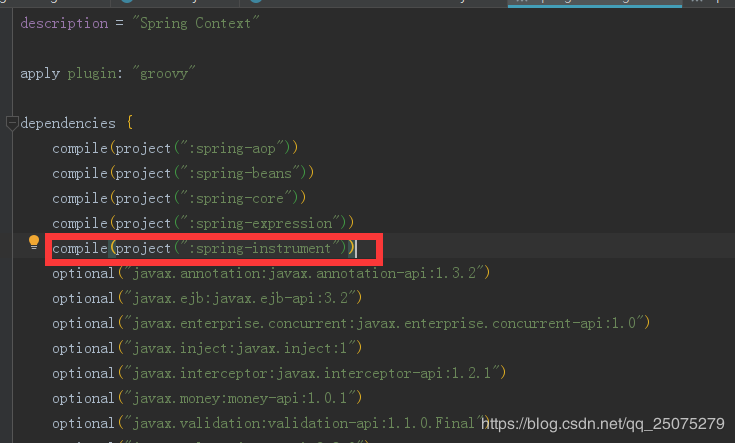 description = "Spring Context"
apply plugin: "groovy"
dependencies {
compile(project(":spring-aop"))
compile(project(":spring-beans"))
compile(project(":spring-core"))
compile(project(":spring-expression"))
compile(project(":spring-instrument"))
optional("javax.annotation:javax.annotation-api:1.3.2")
optional("javax.ejb:javax.ejb-api:3.2")
optional("javax.enterprise.concurrent:javax.enterprise.concurrent-api:1.0")
optional("javax.inject:javax.inject:1")
optional("javax.interceptor:javax.interceptor-api:1.2.1")
optional("javax.money:money-api:1.0.1")
optional("javax.validation:validation-api:1.1.0.Final")
https://blog.csdn.net/qq_25075279